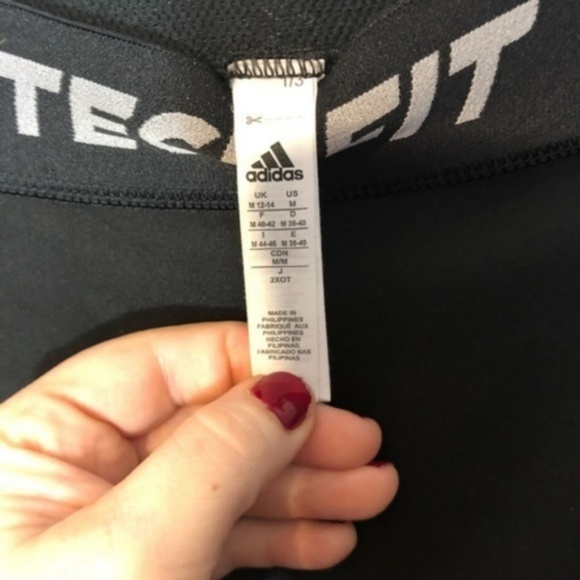 TECHFIT
1/3
adidas
UK US
M 12-14 M
F D
M 40-42 M 38-40
I E
M 44-46 M 38-40
CON
M/M
J
2XOT
MADE IN
PHILIPPINES
FABRIQUÉ AUX
PHILIPPINES
HECHO EN
FILIPINAS
FABRICADO NAS
FILIPINAS